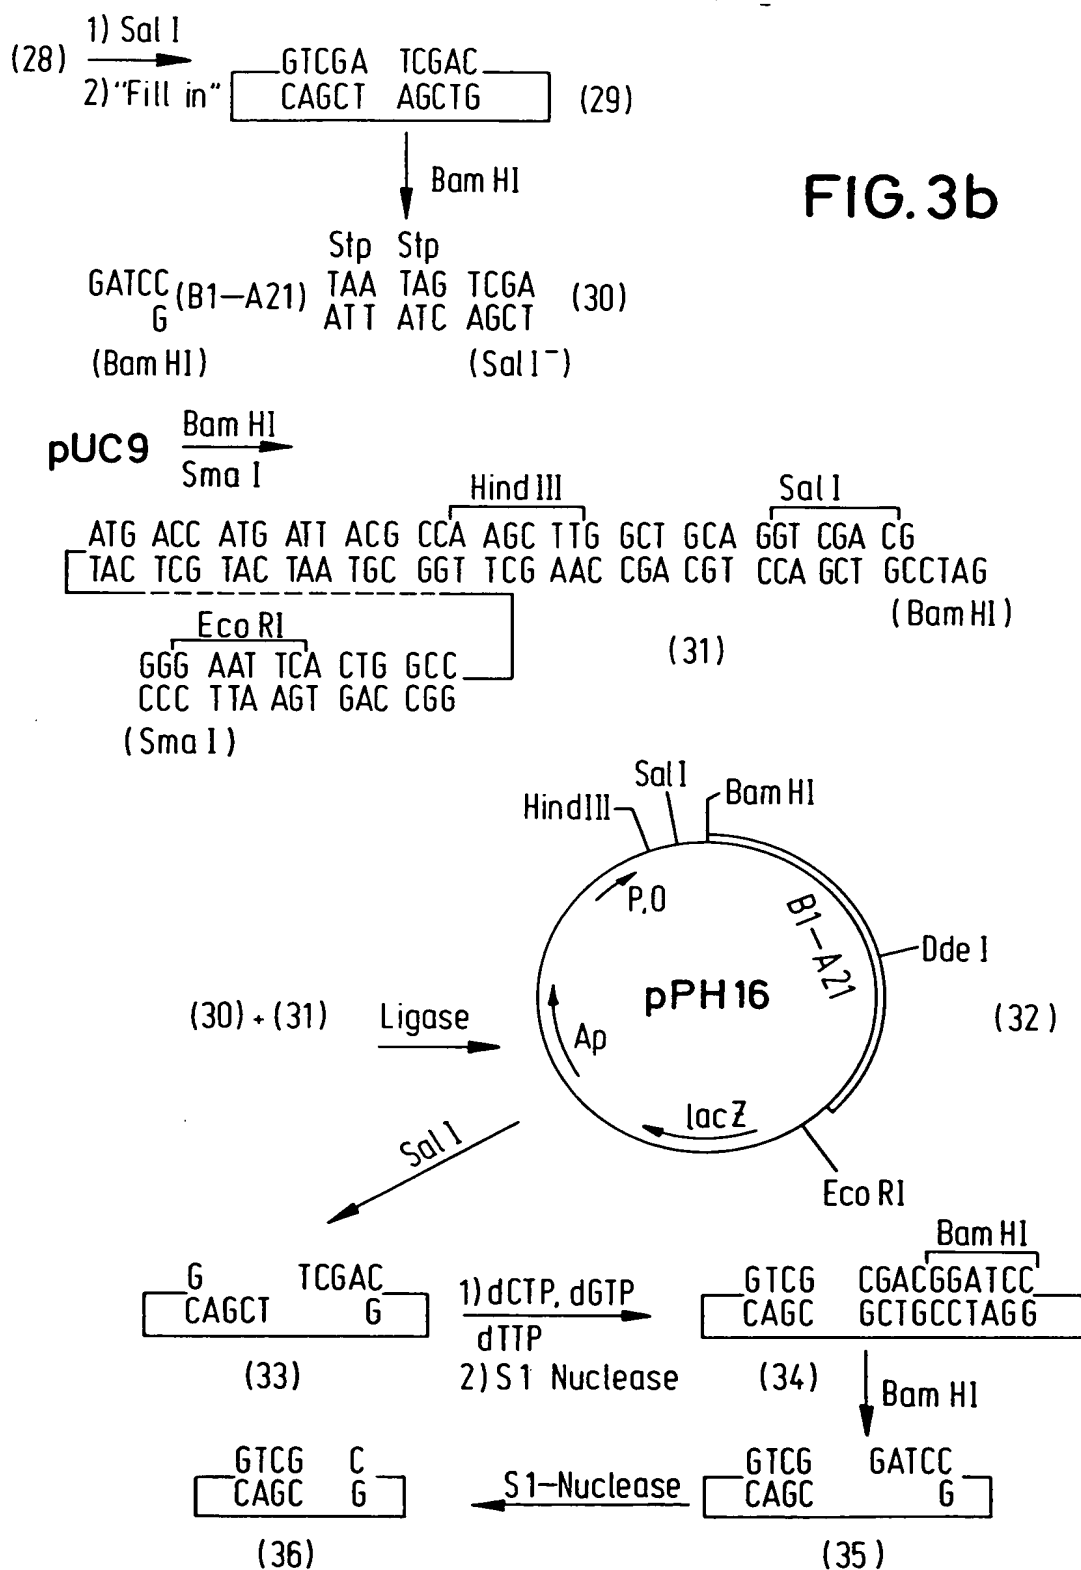 (28) 1) Sal I
2) "Fill in"
GTCGA TCGAC
CAGCT AGCTG
(29)
Bam HI
FIG. 3b
Stp Stp
GATCC (B1—A21) TAA TAG TCGA (30)
G ATT ATC AGCT
(Bam HI) (Sal I⁻)
pUC9 Bam HI
Sma I
Hind III Sal I
ATG ACC ATG ATT ACG CCA AGC TTG GCT GCA GGT CGA CG
TAC TCG TAC TAA TGC GGT TCG AAC CGA CGT CCA GCT GCCTAG
(Bam HI)
Eco RI
(31)
GGG AAT TCA CTG GCC
CCC TTA AGT GAC CGG
(Sma I)
Sal I
Hind III
Bam HI
P,O
B1—A21
Dde I
pPH16
(30) + (31) Ligase
(32)
Ap
lac Z
Sal I
Eco RI
G TCGAC
CAGCT G
(33)
1) dCTP, dGTP
dTTP
2) S1 Nuclease
Bam HI
GTCG CGACGGATCC
CAGC GCTGCCTAGG
(34)
Bam HI
GTCG C
CAGC G
(36)
S1—Nuclease
GTCG GATCC
CAGC G
(35)